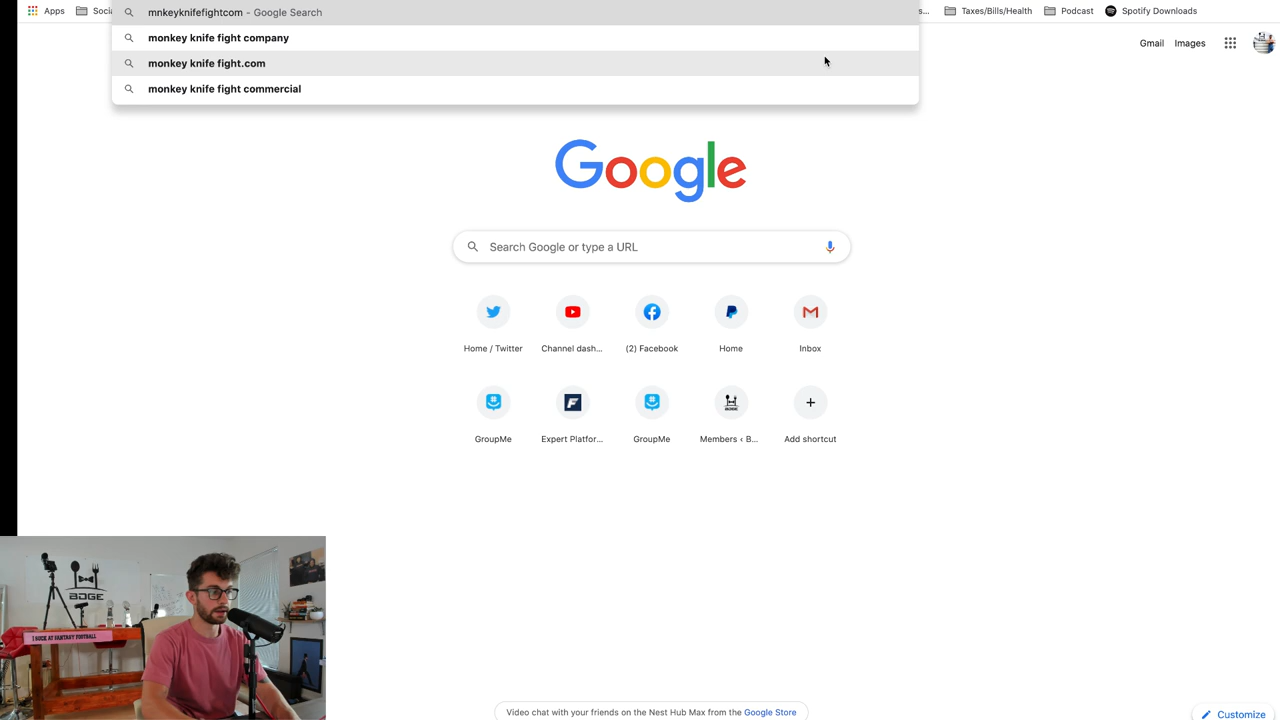 mnkeyknifefightcom - Google Search
Apps
Taxes/Bills/Health
Podcast
Spotify Downloads
monkey knife fight company
monkey knife fight.com
monkey knife fight commercial
Gmail
Images
Google
Search Google or type a URL
Home / Twitter
Channel dash...
(2) Facebook
Home
Inbox
GroupMe
Expert Platfor...
GroupMe
Members ‹ B...
Add shortcut
BDGE
I SUCK AT FANTASY FOOTBALL
Video chat with your friends on the Nest Hub Max from the Google Store
Customize